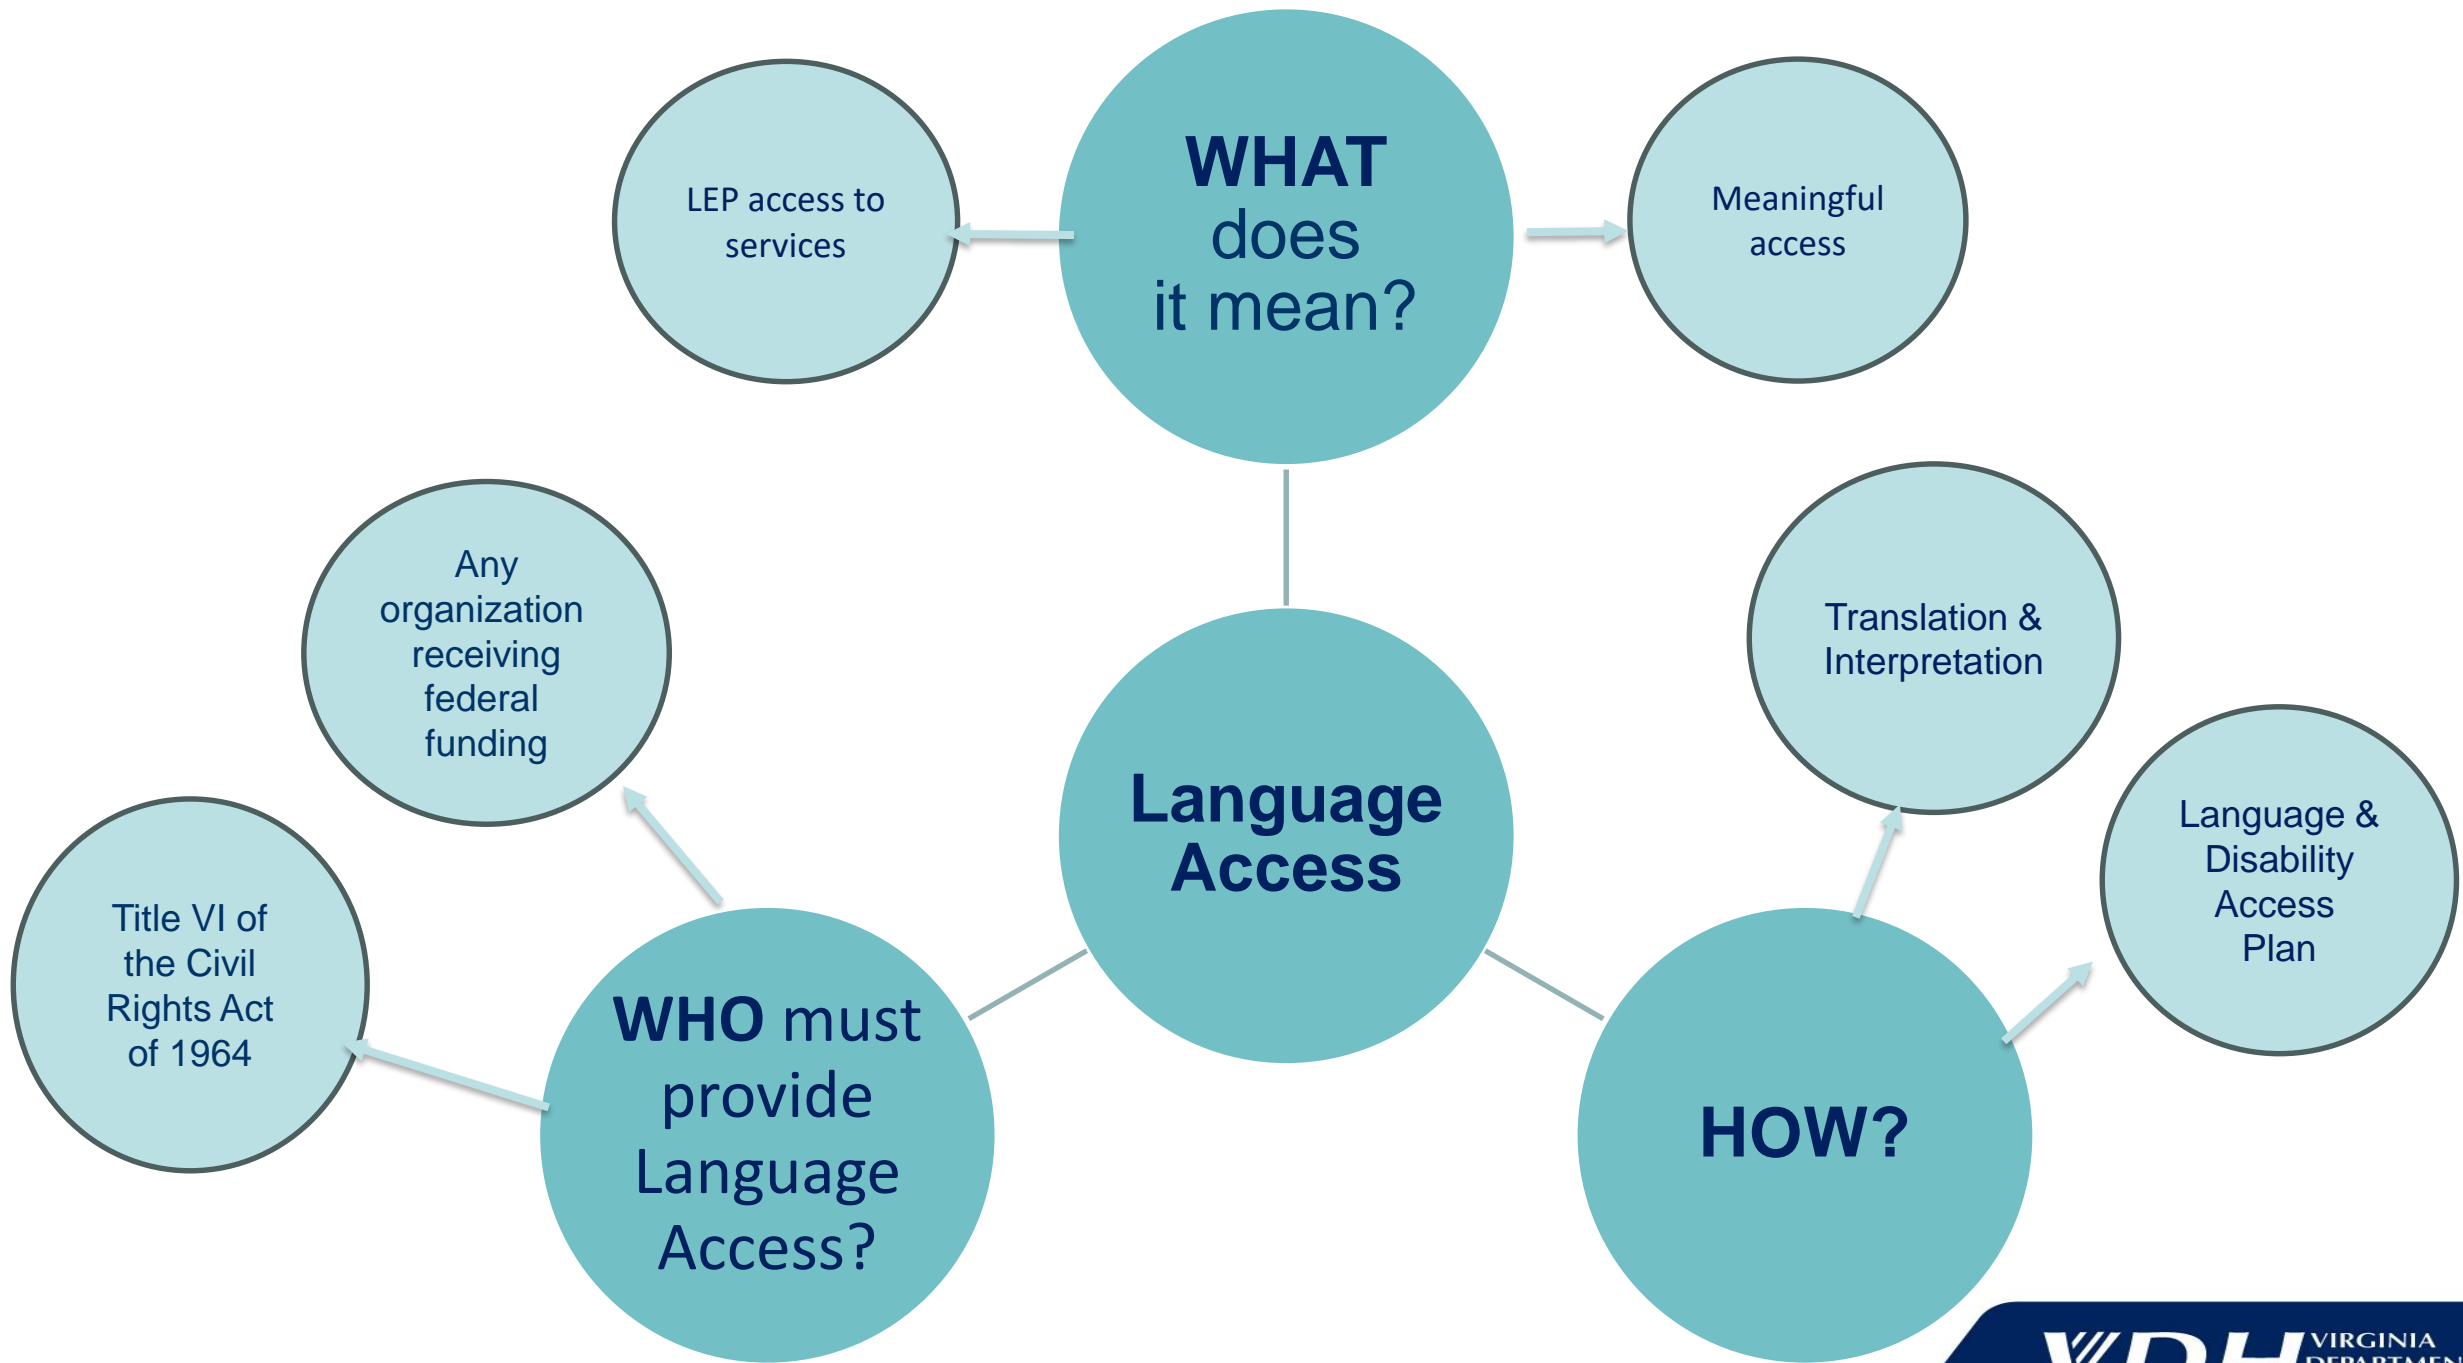 WHAT
does
it mean?
LEP access to
services
Meaningful
access
Any
organization
receiving
federal
funding
Title VI of
the Civil
Rights Act
of 1964
Language
Access
Translation &
Interpretation
Language &
Disability
Access
Plan
WHO must
provide
Language
Access?
HOW?
VDH
VIRGINIA